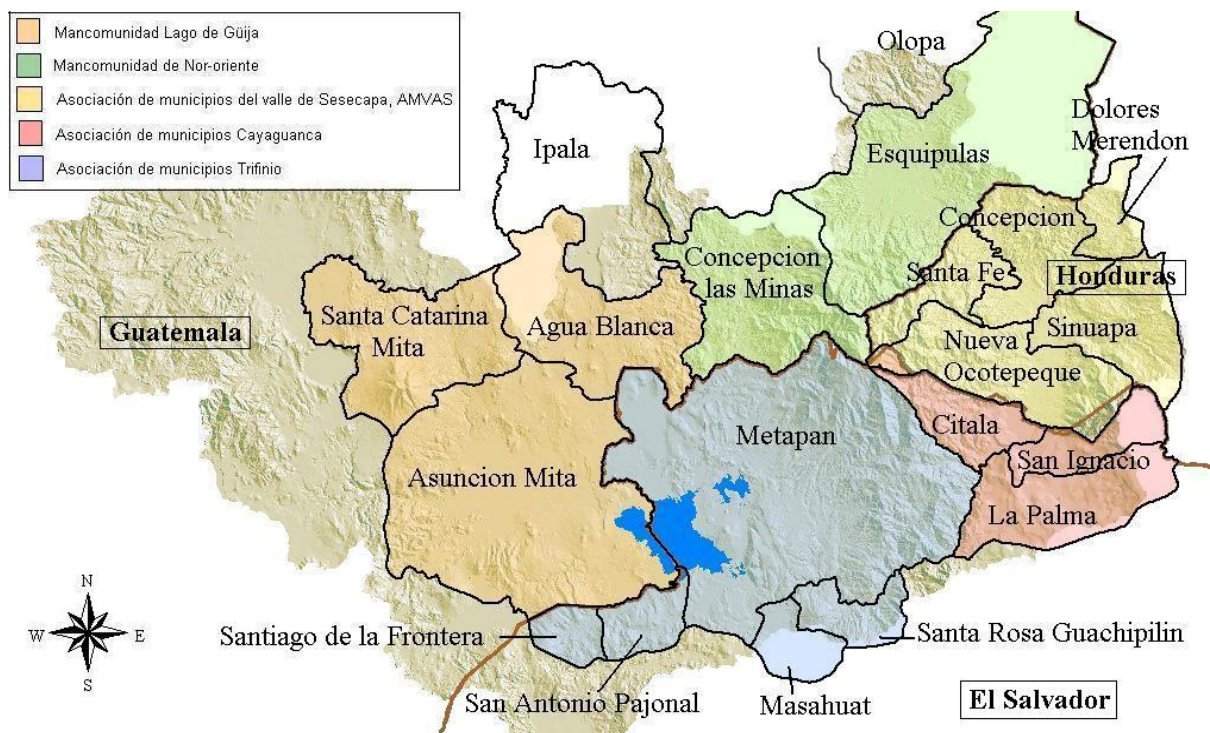 Mancomunidad Lago de Güija
Mancomunidad de Nor-oriente
Asociación de municipios del valle de Sesecapa, AMVAS
Asociación de municipios Cayaguanca
Asociación de municipios Trifinio
Olopa
Dolores
Merendon
Ipala
Esquipulas
Concepcion
Concepcion
las Minas
Santa Fe
Honduras
Guatemala
Santa Catarina
Mita
Agua Blanca
Nueva
Ocotepeque
Sinuapa
Metapan
Citala
San Ignacio
Asuncion Mita
La Palma
N
W
E
S
Santiago de la Frontera
Santa Rosa Guachipilin
San Antonio Pajonal
Masahuat
El Salvador